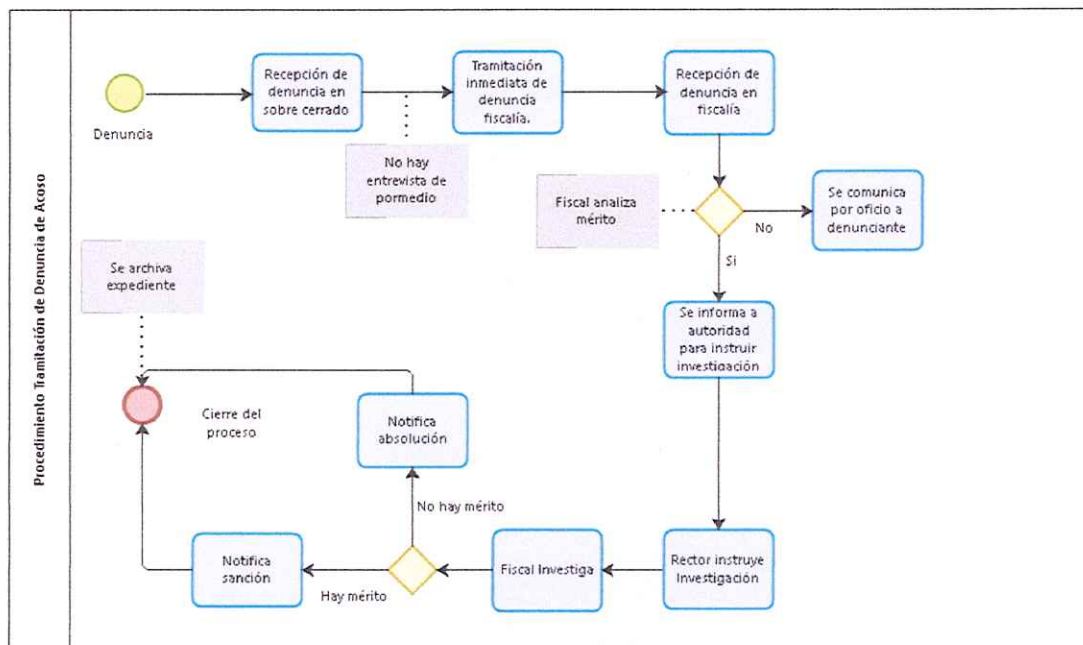 Procedimiento Tramitación de Denuncia de Acoso
Denuncia
Recepción de
denuncia en
sobre cerrado
No hay
entrevista de
pormedio
Tramitación
inmediata de
denuncia
fiscalía.
Recepción de
denuncia en
fiscalía
Fiscal analiza
mérito
No
Se comunica
por oficio a
denunciante
Si
Se informa a
autoridad
para instruir
investigación
Rector instruye
Investigación
Fiscal Investiga
Hay mérito
No hay mérito
Notifica
absolución
Notifica
sanción
Cierre del
proceso
Se archiva
expediente